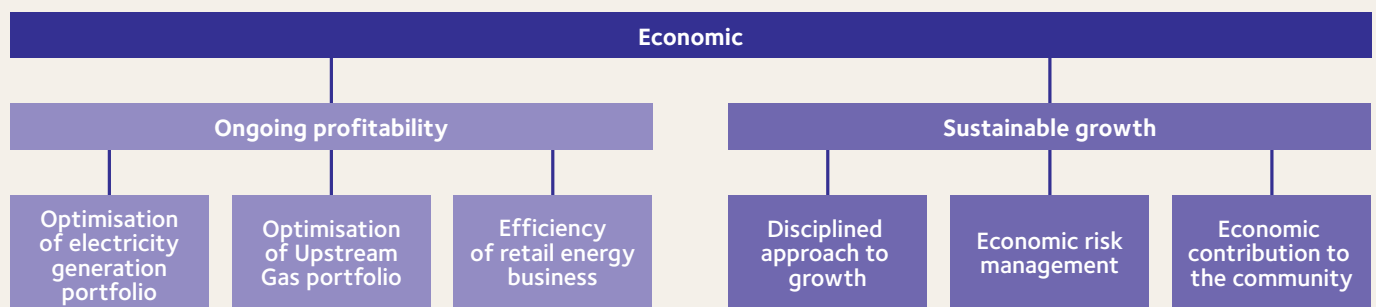 Economic
Ongoing profitability
Sustainable growth
Optimisation
of electricity
generation
portfolio
Optimisation
of Upstream
Gas portfolio
Efficiency
of retail energy
business
Disciplined
approach to
growth
Economic risk
management
Economic
contribution to
the community